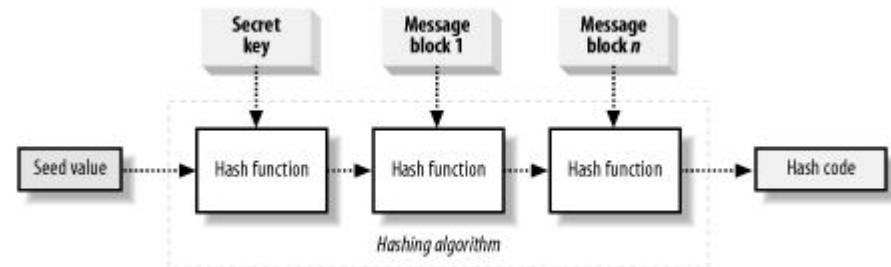 Secret
key
Message
block 1
Message
block n
Seed value
Hash function
Hash function
Hash function
Hash code
Hashing algorithm